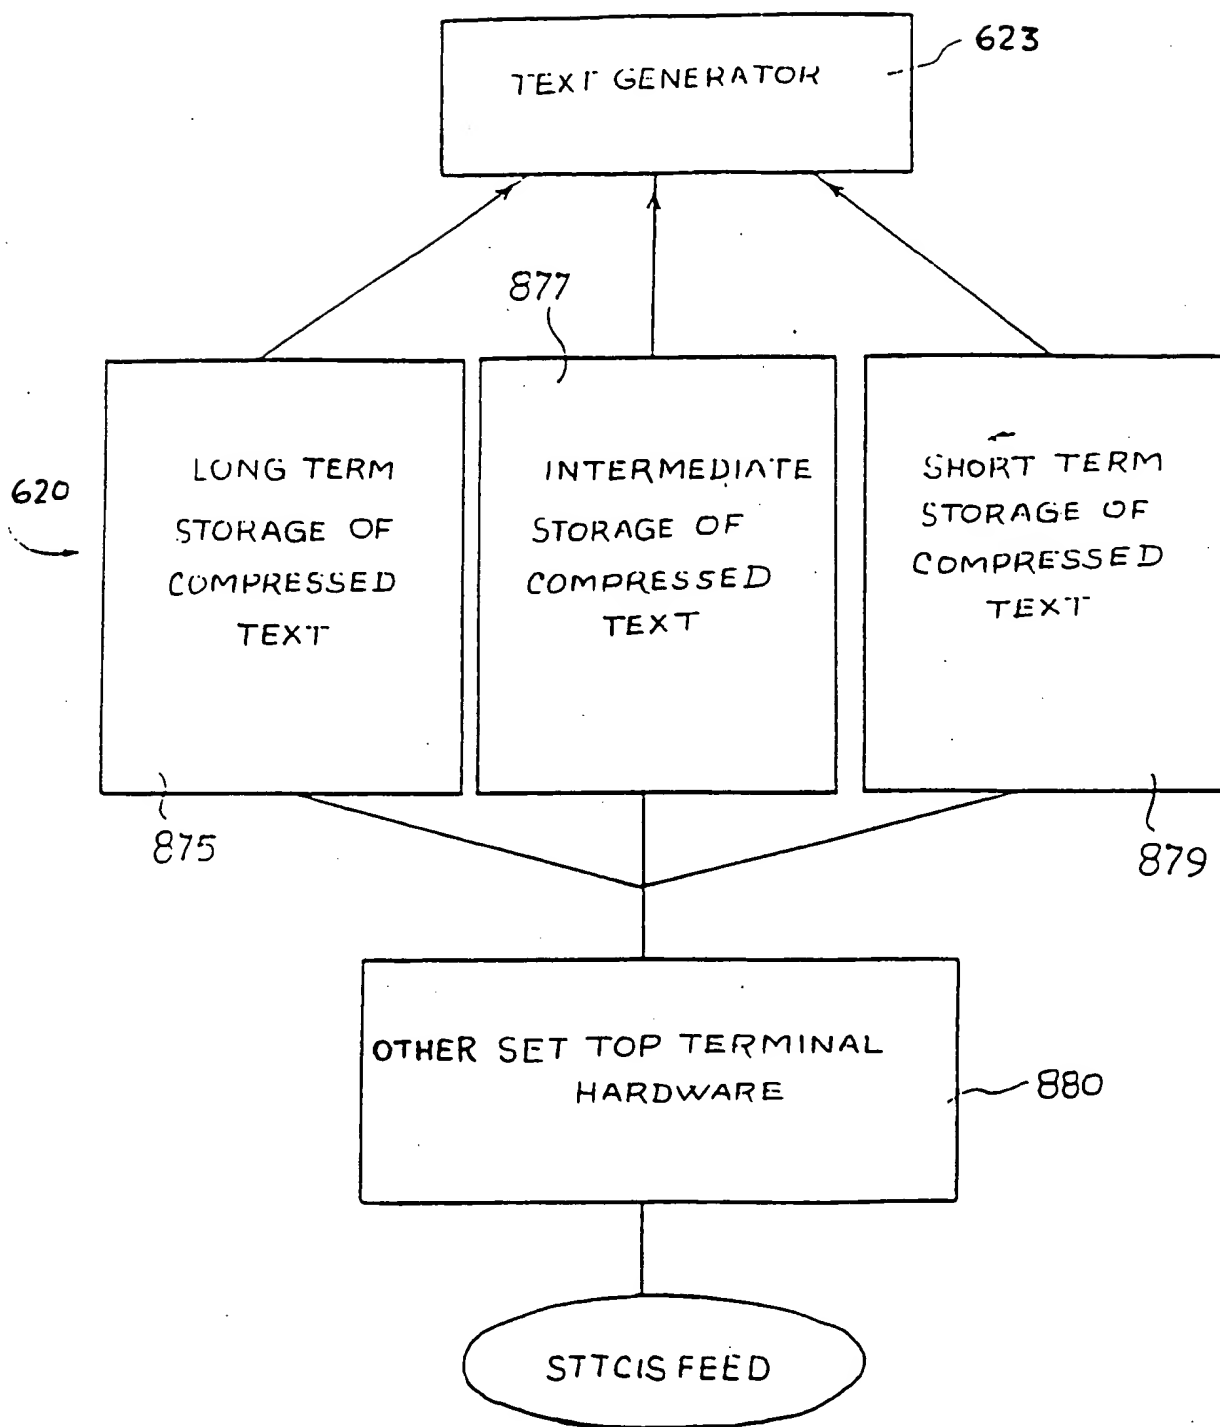 623
TEXT GENERATOR
877
620
LONG TERM
STORAGE OF
COMPRESSED
TEXT
INTERMEDIATE
STORAGE OF
COMPRESSED
TEXT
SHORT TERM
STORAGE OF
COMPRESSED
TEXT
875
879
OTHER SET TOP TERMINAL
HARDWARE
880
STTCIS FEED